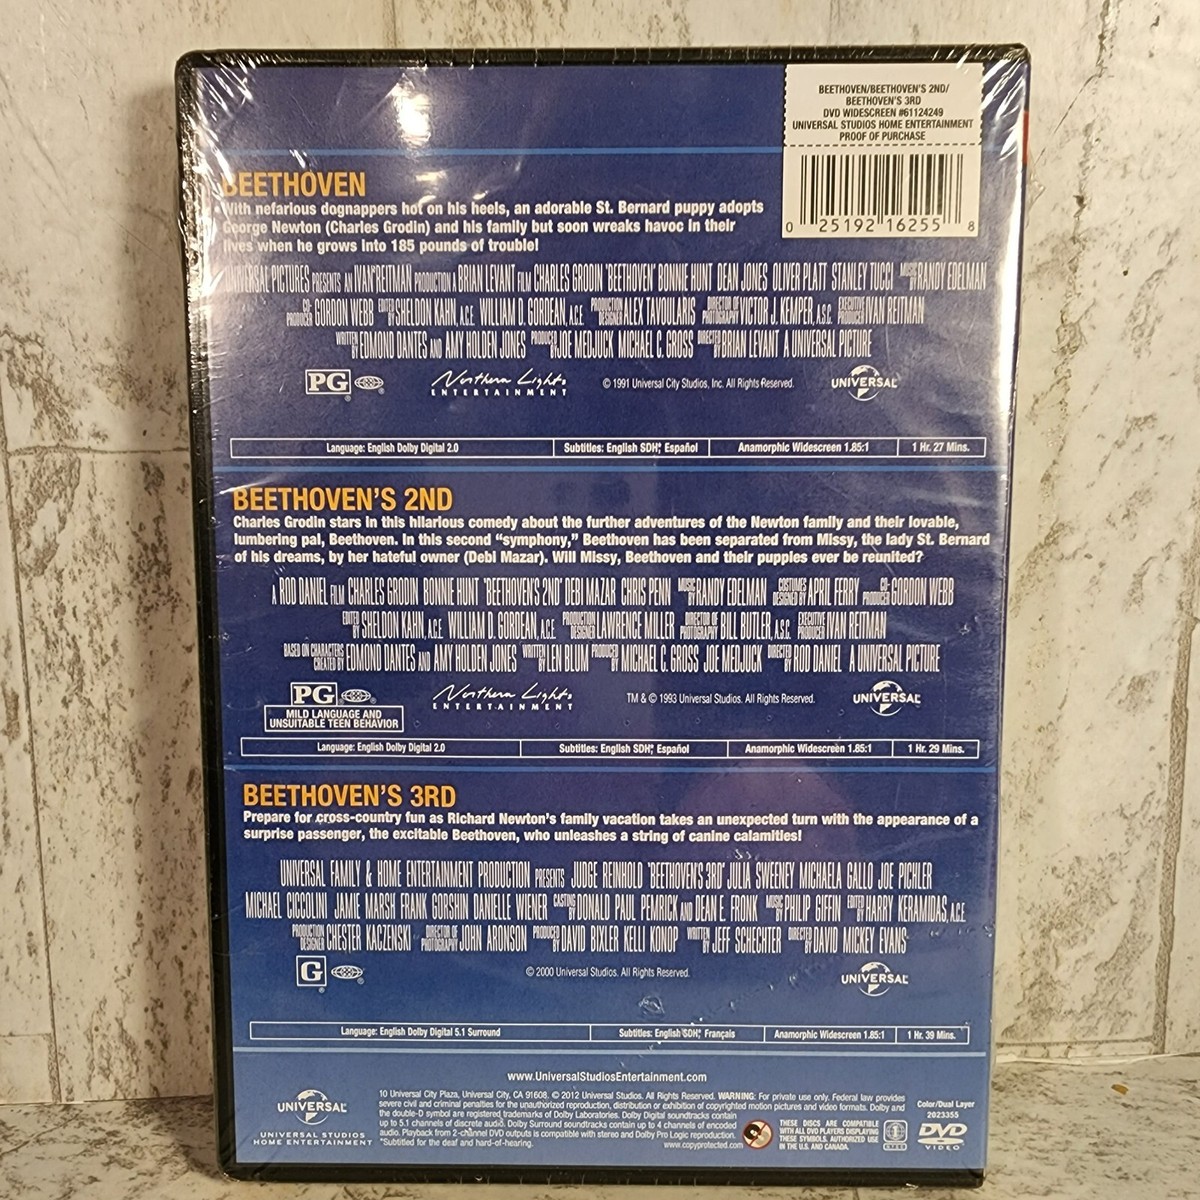 BEETHOVEN/BEETHOVEN'S 2ND/
BEETHOVEN'S 3RD
DVD WIDESCREEN #61124249
UNIVERSAL STUDIOS HOME ENTERTAINMENT
PROOF OF PURCHASE
0 25192 16255 8
BEETHOVEN
With nefarious dognappers hot on his heels, an adorable St. Bernard puppy adopts
George Newton (Charles Grodin) and his family but soon wreaks havoc in their
lives when he grows into 185 pounds of trouble!
UNIVERSAL PICTURES PRESENTS AN IVAN REITMAN PRODUCTION A BRIAN LEVANT FILM CHARLES GRODIN "BEETHOVEN" BONNIE HUNT DEAN JONES OLIVER PLATT STANLEY TUCCI MUSIC BY RANDY EDELMAN
CO-PRODUCER GORDON WEBB EDITED BY SHELDON KAHN, A.C.E. WILLIAM D. GORDEAN, A.C.E. PRODUCTION DESIGNER ALEX TAVOULARIS DIRECTOR OF PHOTOGRAPHY VICTOR J. KEMPER, A.S.C. EXECUTIVE PRODUCER IVAN REITMAN
WRITTEN BY EDMOND DANTES AND AMY HOLDEN JONES PRODUCED BY JOE MEDJUCK MICHAEL C. GROSS DIRECTED BY BRIAN LEVANT A UNIVERSAL PICTURE
PG Northern Lights ENTERTAINMENT © 1991 Universal City Studios, Inc. All Rights Reserved. UNIVERSAL
Language: English Dolby Digital 2.0 Subtitles: English SDH*, Español Anamorphic Widescreen 1.85:1 1 Hr. 27 Mins.
BEETHOVEN'S 2ND
Charles Grodin stars in this hilarious comedy about the further adventures of the Newton family and their lovable,
lumbering pal, Beethoven. In this second "symphony," Beethoven has been separated from Missy, the lady St. Bernard
of his dreams, by her hateful owner (Debi Mazar). Will Missy, Beethoven and their puppies ever be reunited?
A ROD DANIEL FILM CHARLES GRODIN BONNIE HUNT "BEETHOVEN'S 2ND" DEBI MAZAR CHRIS PENN MUSIC BY RANDY EDELMAN COSTUMES DESIGNED BY APRIL FERRY CO-PRODUCER GORDON WEBB
EDITED BY SHELDON KAHN, A.C.E. WILLIAM D. GORDEAN, A.C.E. PRODUCTION DESIGNER LAWRENCE MILLER DIRECTOR OF PHOTOGRAPHY BILL BUTLER, A.S.C. EXECUTIVE PRODUCER IVAN REITMAN
BASED ON CHARACTERS CREATED BY EDMOND DANTES AND AMY HOLDEN JONES WRITTEN BY LEN BLUM PRODUCED BY MICHAEL C. GROSS JOE MEDJUCK DIRECTED BY ROD DANIEL A UNIVERSAL PICTURE
PG Northern Lights ENTERTAINMENT TM & © 1993 Universal Studios. All Rights Reserved. UNIVERSAL
MILD LANGUAGE AND
UNSUITABLE TEEN BEHAVIOR
Language: English Dolby Digital 2.0 Subtitles: English SDH*, Español Anamorphic Widescreen 1.85:1 1 Hr. 29 Mins.
BEETHOVEN'S 3RD
Prepare for cross-country fun as Richard Newton's family vacation takes an unexpected turn with the appearance of a
surprise passenger, the excitable Beethoven, who unleashes a string of canine calamities!
UNIVERSAL FAMILY & HOME ENTERTAINMENT PRODUCTION PRESENTS JUDGE REINHOLD "BEETHOVEN'S 3RD" JULIA SWEENEY MICHAELA GALLO JOE PICHLER
MICHAEL CICCOLINI JAMIE MARSH FRANK GORSHIN DANIELLE WIENER CASTING BY DONALD PAUL PEMRICK AND DEAN E. FRONK MUSIC BY PHILIP GIFFIN EDITED BY HARRY KERAMIDAS, A.C.E.
PRODUCTION DESIGNER CHESTER KACZENSKI DIRECTOR OF PHOTOGRAPHY JOHN ARONSON PRODUCED BY DAVID BIXLER KELLI KONOP WRITTEN BY JEFF SCHECHTER DIRECTED BY DAVID MICKEY EVANS
G © 2000 Universal Studios. All Rights Reserved. UNIVERSAL
Language: English Dolby Digital 5.1 Surround Subtitles: English SDH*, Français Anamorphic Widescreen 1.85:1 1 Hr. 39 Mins.
www.UniversalStudiosEntertainment.com
UNIVERSAL
UNIVERSAL STUDIOS
HOME ENTERTAINMENT
10 Universal City Plaza, Universal City, CA 91608. © 2012 Universal Studios. All Rights Reserved. WARNING: For private use only. Federal law provides
severe civil and criminal penalties for the unauthorized reproduction, distribution or exhibition of copyrighted motion pictures and video formats. Dolby and
the double-D symbol are registered trademarks of Dolby Laboratories. Dolby Digital soundtracks contain
up to 5.1 channels of discrete audio. Dolby Surround soundtracks contain up to 4 channels of encoded
audio. Playback from 2-channel DVD outputs is compatible with stereo and Dolby Pro Logic reproduction.
*Subtitled for the deaf and hard-of-hearing. www.copyprotected.com
THESE DISCS ARE COMPATIBLE
WITH ALL DVD PLAYERS DISPLAYING
THESE SYMBOLS. AUTHORIZED USE
IN THE U.S. AND CANADA.
Color/Dual Layer
2023355
DVD
VIDEO